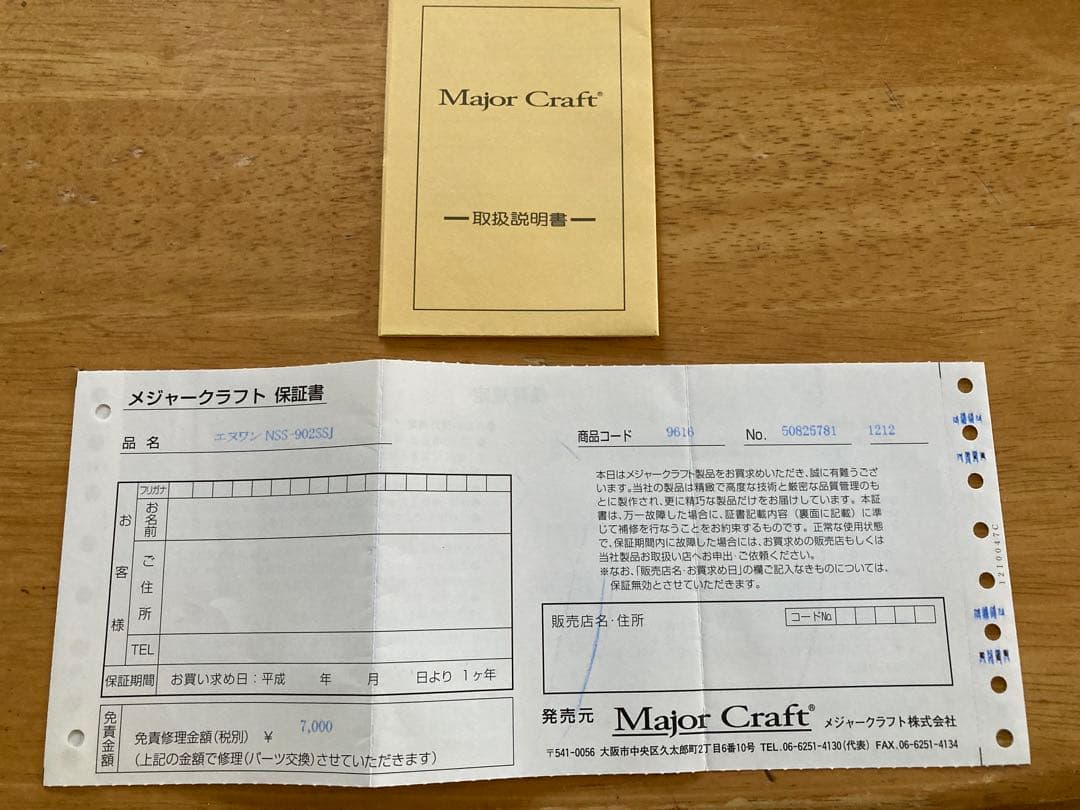 Major Craft®
ー取扱説明書ー
メジャークラフト 保証書
品 名 エヌワン NSS-902SSJ
商品コード 9616 No. 50825781 1212
フリガナ
お名前
お客様
ご住所
TEL
保証期間 お買い求め日：平成 年 月 日より 1ヶ年
免責金額
免責修理金額(税別) ¥ 7,000
(上記の金額で修理(パーツ交換)させていただきます)
本日はメジャークラフト製品をお買求めいただき、誠に有難うござ
います。当社の製品は精緻で高度な技術と厳密な品質管理のも
とに製作され、更に精巧な製品だけをお届けしています。本証
書は、万一故障した場合に、証書記載内容（裏面に記載）に準
じて補修を行なうことをお約束するものです。正常な使用状態
で、保証期間内に故障した場合には、お買求めの販売店もしくは
当社製品お取扱い店へお申出・ご依頼ください。
※なお、「販売店名・お買求め日」の欄ご記入なきものについては、
保証無効とさせていただきます。
販売店名・住所
コードNo
発売元 Major Craft® メジャークラフト株式会社
〒541-0056 大阪市中央区久太郎町2丁目6番10号 TEL.06-6251-4130(代表) FAX.06-6251-4134
1210047C